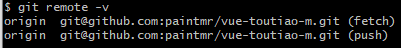 $ git remote -v
origin  git@github.com:paintmr/vue-toutiao-m.git (fetch)
origin  git@github.com:paintmr/vue-toutiao-m.git (push)